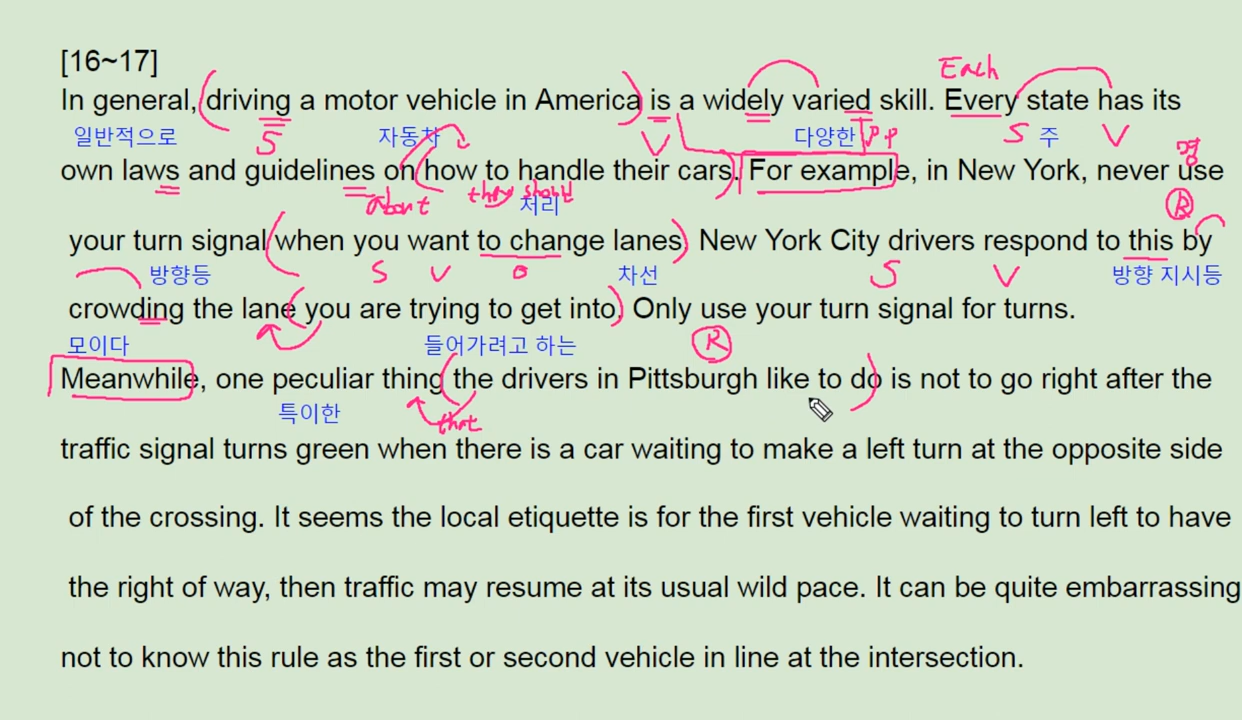 [16~17]
Each
In general, driving a motor vehicle in America is a widely varied skill. Every state has its
일반적으로 S 자동차 V 다양한 p.p S 주 V
own laws and guidelines on how to handle their cars. For example, in New York, never use
명
about they should 처리 R
your turn signal when you want to change lanes. New York City drivers respond to this by
방향등 S V o 차선 S V 방향 지시등
crowding the lane you are trying to get into. Only use your turn signal for turns.
모이다 들어가려고 하는 R
Meanwhile, one peculiar thing the drivers in Pittsburgh like to do is not to go right after the
특이한 that
traffic signal turns green when there is a car waiting to make a left turn at the opposite side
of the crossing. It seems the local etiquette is for the first vehicle waiting to turn left to have
the right of way, then traffic may resume at its usual wild pace. It can be quite embarrassing
not to know this rule as the first or second vehicle in line at the intersection.